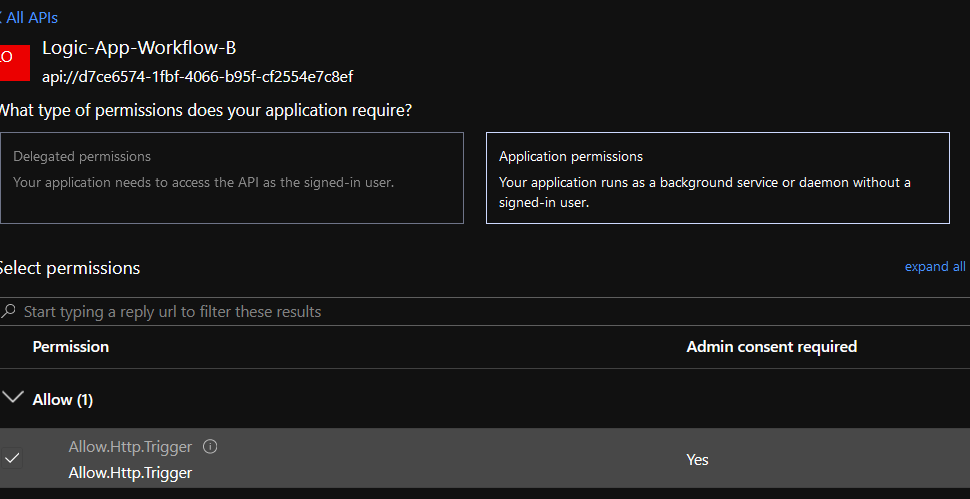 All APIs
LO
Logic-App-Workflow-B
api://d7ce6574-1fbf-4066-b95f-cf2554e7c8ef
What type of permissions does your application require?
Delegated permissions
Your application needs to access the API as the signed-in user.
Application permissions
Your application runs as a background service or daemon without a
signed-in user.
Select permissions
expand all
Start typing a reply url to filter these results
Permission
Admin consent required
Allow (1)
Allow.Http.Trigger
Allow.Http.Trigger
Yes